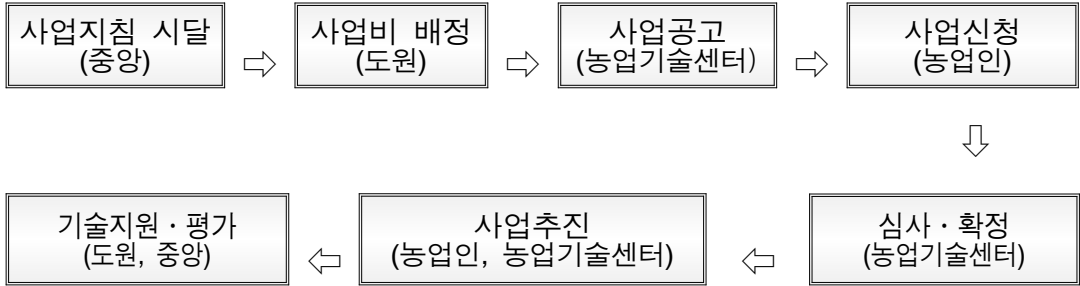 사업지침 시달
(중앙)
사업비 배정
(도원)
사업공고
(농업기술센터)
사업신청
(농업인)
심사·확정
(농업기술센터)
사업추진
(농업인, 농업기술센터)
기술지원·평가
(도원, 중앙)